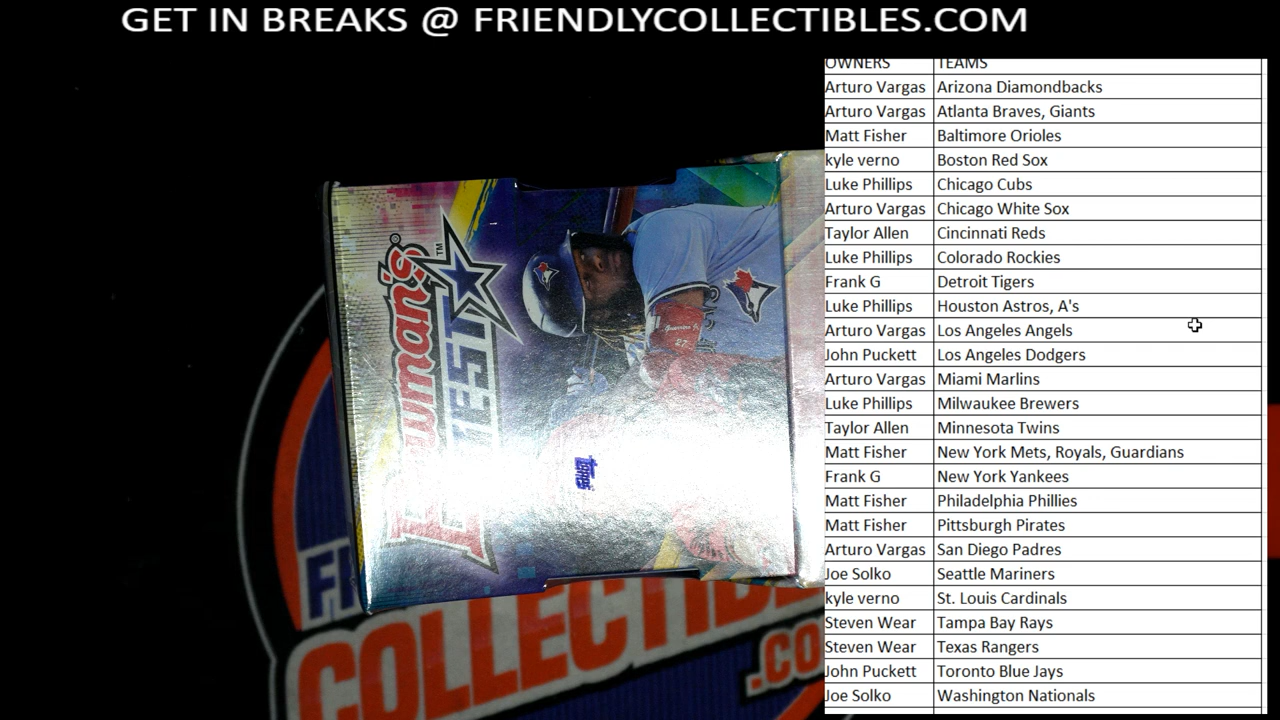 GET IN BREAKS @ FRIENDLYCOLLECTIBLES.COM
OWNERS TEAMS
Arturo Vargas Arizona Diamondbacks
Arturo Vargas Atlanta Braves, Giants
Matt Fisher Baltimore Orioles
kyle verno Boston Red Sox
Luke Phillips Chicago Cubs
Arturo Vargas Chicago White Sox
Taylor Allen Cincinnati Reds
Luke Phillips Colorado Rockies
Frank G Detroit Tigers
Luke Phillips Houston Astros, A's
Arturo Vargas Los Angeles Angels
John Puckett Los Angeles Dodgers
Arturo Vargas Miami Marlins
Luke Phillips Milwaukee Brewers
Taylor Allen Minnesota Twins
Matt Fisher New York Mets, Royals, Guardians
Frank G New York Yankees
Matt Fisher Philadelphia Phillies
Matt Fisher Pittsburgh Pirates
Arturo Vargas San Diego Padres
Joe Solko Seattle Mariners
kyle verno St. Louis Cardinals
Steven Wear Tampa Bay Rays
Steven Wear Texas Rangers
John Puckett Toronto Blue Jays
Joe Solko Washington Nationals
Bowman's
BEST
TM
®
topps
27
FR
COLLECTIB
.CO